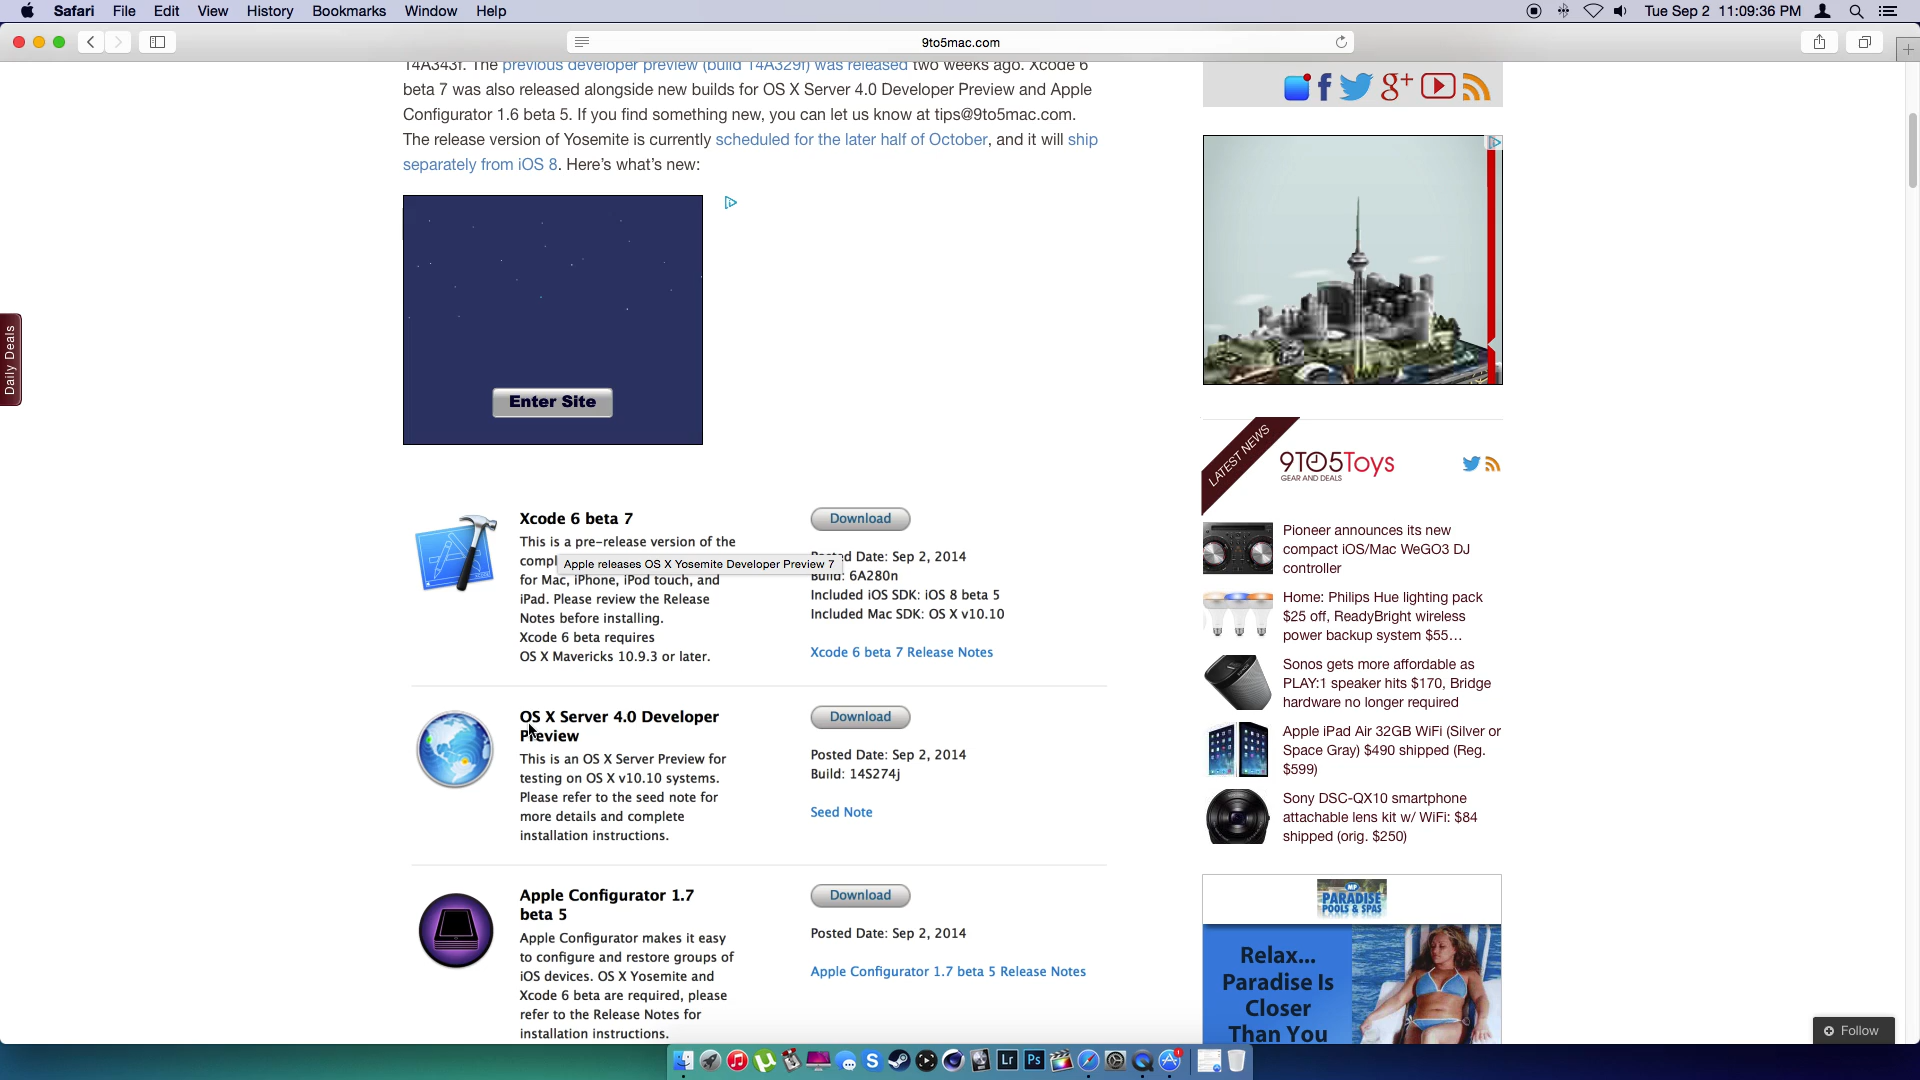 Safari File Edit View History Bookmarks Window Help
Tue Sep 2 11:09:36 PM
9to5mac.com
14A343f. The previous developer preview (build 14A329f) was released two weeks ago. Xcode 6
beta 7 was also released alongside new builds for OS X Server 4.0 Developer Preview and Apple
Configurator 1.6 beta 5. If you find something new, you can let us know at tips@9to5mac.com.
The release version of Yosemite is currently scheduled for the later half of October, and it will ship
separately from iOS 8. Here's what's new:
Enter Site
Daily Deals
Xcode 6 beta 7
This is a pre-release version of the
compl
for Mac, iPhone, iPod touch, and
iPad. Please review the Release
Notes before installing.
Xcode 6 beta requires
OS X Mavericks 10.9.3 or later.
Apple releases OS X Yosemite Developer Preview 7
Download
Posted Date: Sep 2, 2014
Build: 6A280n
Included iOS SDK: iOS 8 beta 5
Included Mac SDK: OS X v10.10
Xcode 6 beta 7 Release Notes
OS X Server 4.0 Developer
Preview
This is an OS X Server Preview for
testing on OS X v10.10 systems.
Please refer to the seed note for
more details and complete
installation instructions.
Download
Posted Date: Sep 2, 2014
Build: 14S274j
Seed Note
Apple Configurator 1.7
beta 5
Apple Configurator makes it easy
to configure and restore groups of
iOS devices. OS X Yosemite and
Xcode 6 beta are required, please
refer to the Release Notes for
installation instructions.
Download
Posted Date: Sep 2, 2014
Apple Configurator 1.7 beta 5 Release Notes
LATEST NEWS
9TO5Toys
GEAR AND DEALS
Pioneer announces its new
compact iOS/Mac WeGO3 DJ
controller
Home: Philips Hue lighting pack
$25 off, ReadyBright wireless
power backup system $55...
Sonos gets more affordable as
PLAY:1 speaker hits $170, Bridge
hardware no longer required
Apple iPad Air 32GB WiFi (Silver or
Space Gray) $490 shipped (Reg.
$599)
Sony DSC-QX10 smartphone
attachable lens kit w/ WiFi: $84
shipped (orig. $250)
MP
PARADISE
POOLS & SPAS
Relax...
Paradise Is
Closer
Than You
Follow
S
Lr
Ps